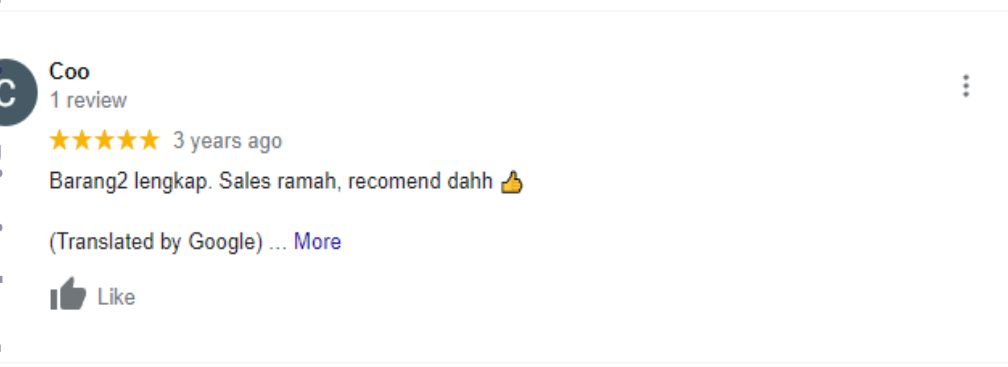 C
Coo
1 review
3 years ago
Barang2 lengkap. Sales ramah, recomend dahh 👍
(Translated by Google) ... More
Like